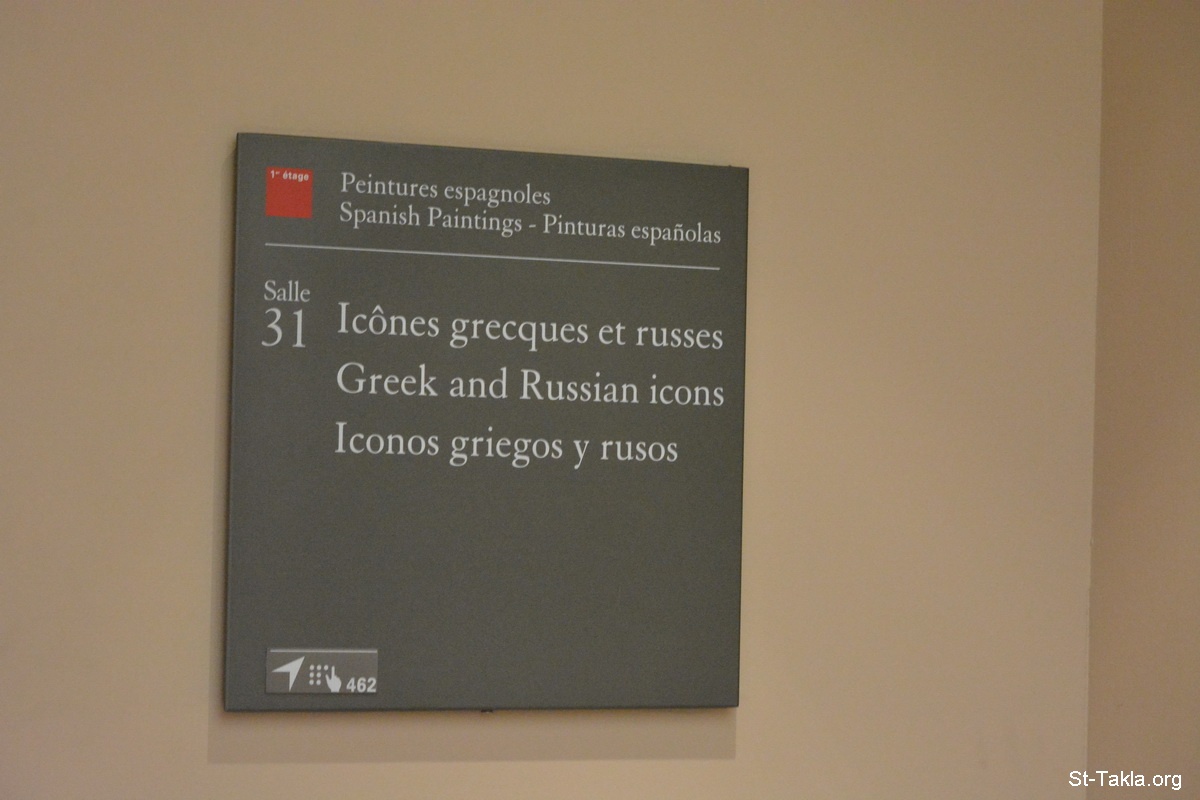 1er étage
Peintures espagnoles
Spanish Paintings - Pinturas españolas
Salle
31
Icônes grecques et russes
Greek and Russian icons
Iconos griegos y rusos
462
St-Takla.org